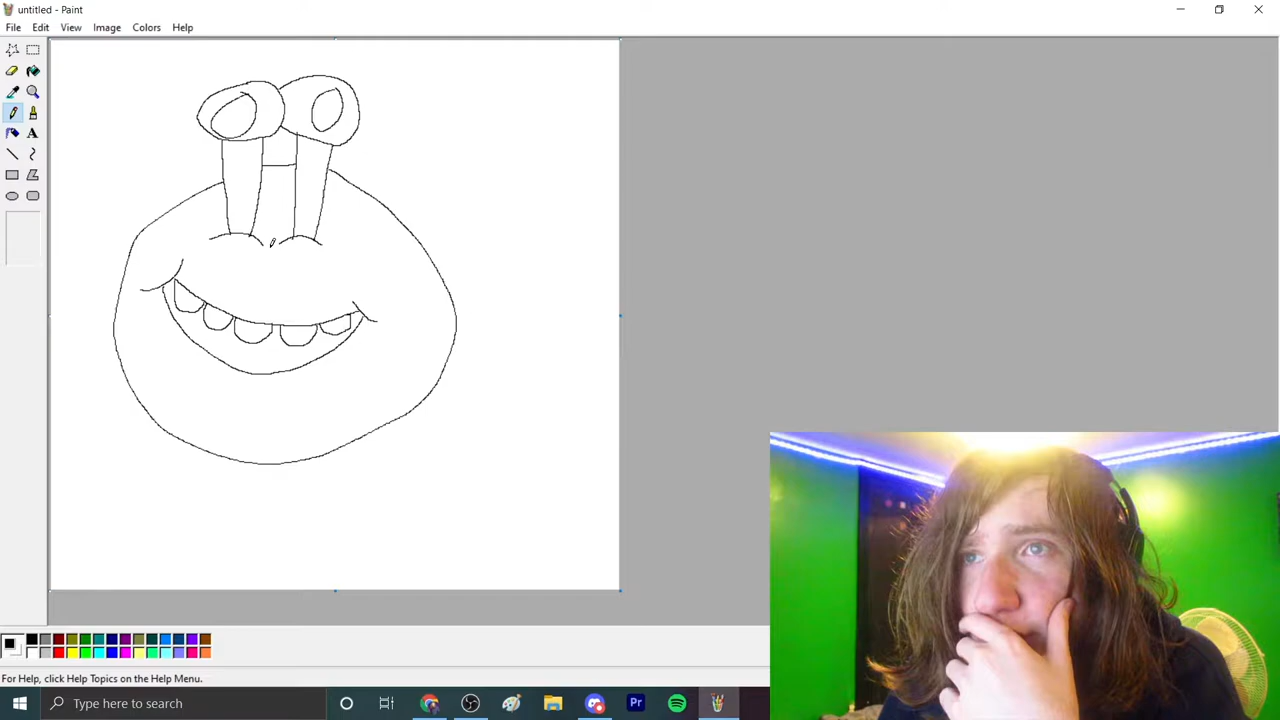 untitled - Paint
File Edit View Image Colors Help
A
For Help, click Help Topics on the Help Menu.
Type here to search
Pr